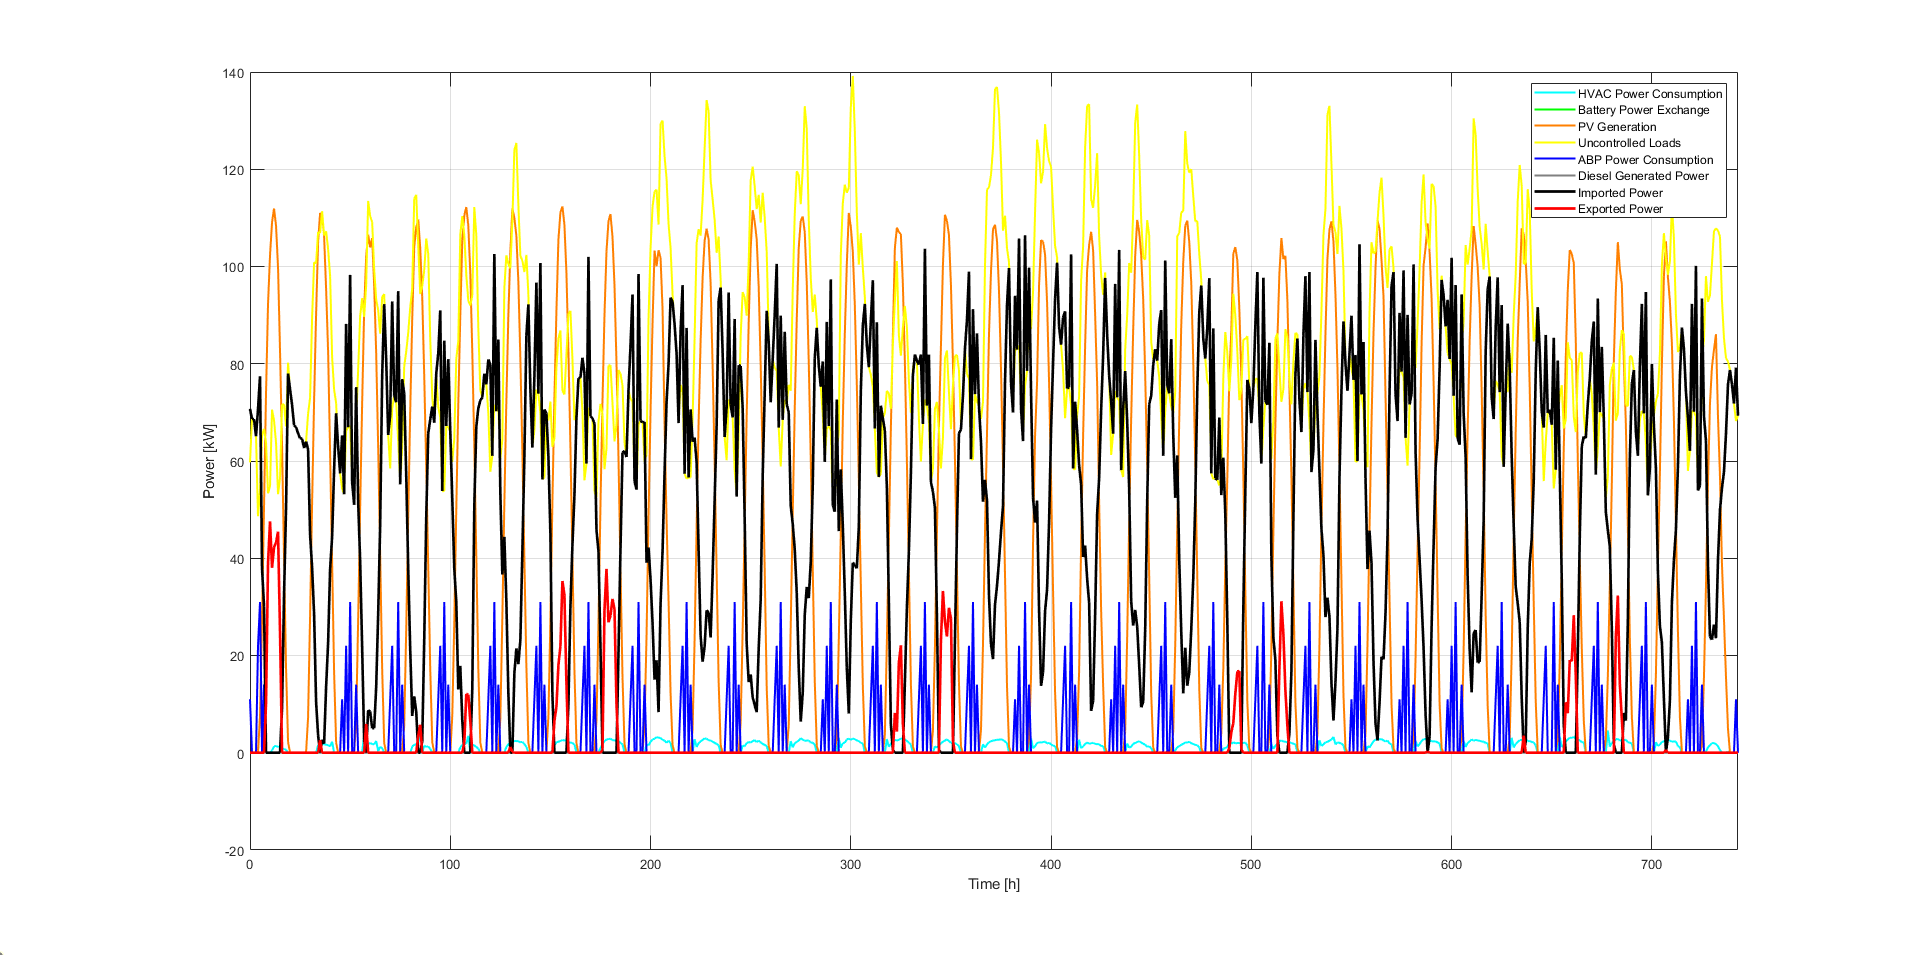 140
120
100
80
60
40
20
0
-20
Power [kW]
0 100 200 300 400 500 600 700
Time [h]
HVAC Power Consumption
Battery Power Exchange
PV Generation
Uncontrolled Loads
ABP Power Consumption
Diesel Generated Power
Imported Power
Exported Power